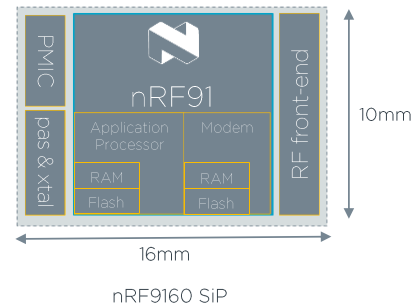 PMIC
pas & xtal
nRF91
Application
Processor
RAM
Flash
Modem
RAM
Flash
RF front-end
10mm
16mm
nRF9160 SiP